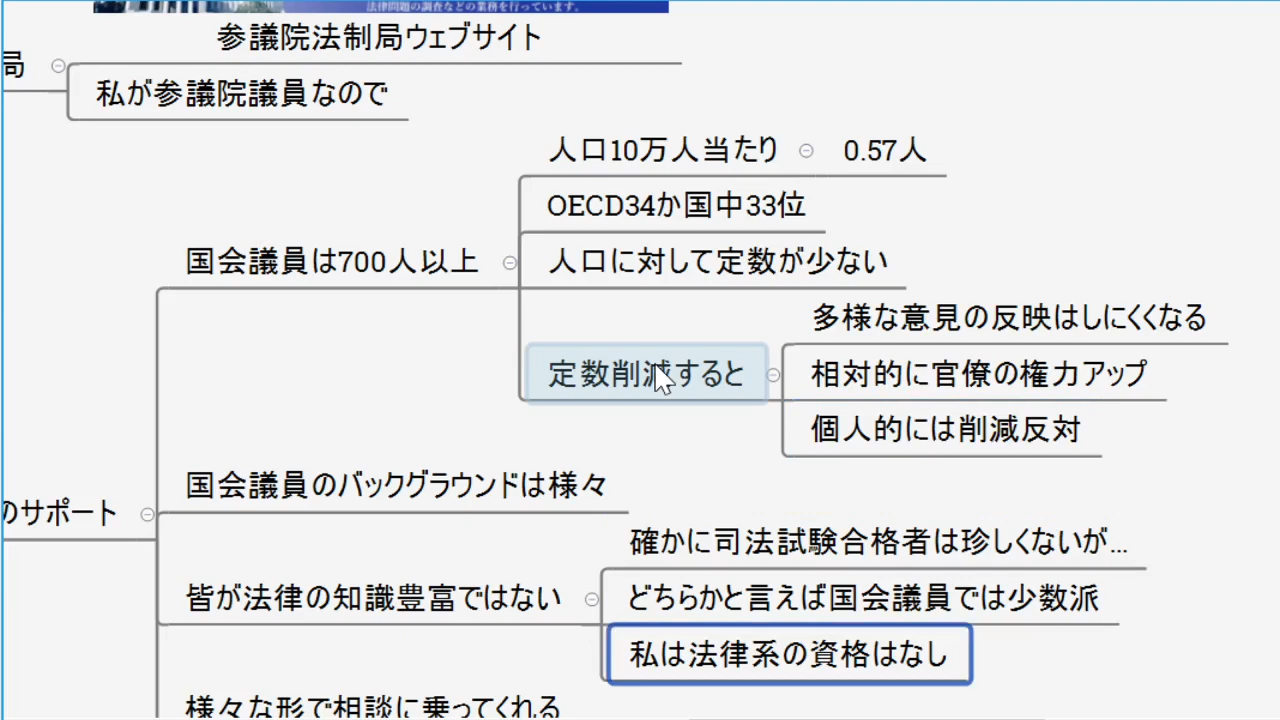 法律問題の調査などの業務を行っています。
参議院法制局ウェブサイト
局
私が参議院議員なので
人口10万人当たり
0.57人
OECD34か国中33位
国会議員は700人以上
人口に対して定数が少ない
多様な意見の反映はしにくくなる
定数削減すると
相対的に官僚の権力アップ
個人的には削減反対
国会議員のバックグラウンドは様々
のサポート
確かに司法試験合格者は珍しくないが…
皆が法律の知識豊富ではない
どちらかと言えば国会議員では少数派
私は法律系の資格はなし
様々な形で相談に乗ってくれる